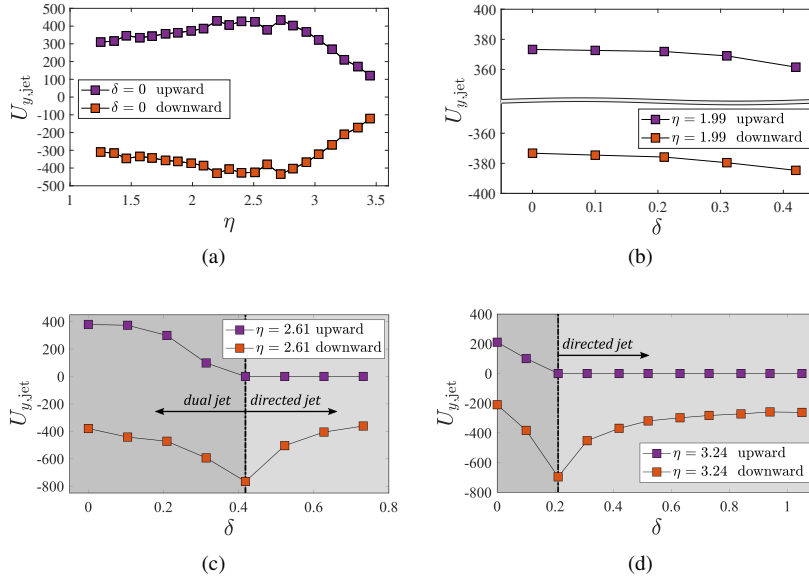 500
400
300
200
100
0
-100
-200
-300
-400
-500
U_{y,jet}
δ = 0 upward
δ = 0 downward
1 1.5 2 2.5 3 3.5
η
(a)
400
380
360
-360
-380
-400
U_{y,jet}
η = 1.99 upward
η = 1.99 downward
0 0.1 0.2 0.3 0.4
δ
(b)
400
200
0
-200
-400
-600
-800
U_{y,jet}
η = 2.61 upward
η = 2.61 downward
dual jet directed jet
0 0.2 0.4 0.6 0.8
δ
(c)
400
200
0
-200
-400
-600
-800
U_{y,jet}
directed jet
η = 3.24 upward
η = 3.24 downward
0 0.2 0.4 0.6 0.8 1
δ
(d)